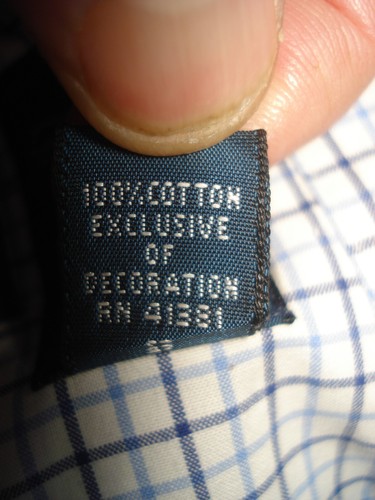 100% COTTON
EXCLUSIVE
OF
DECORATION
RN 41381